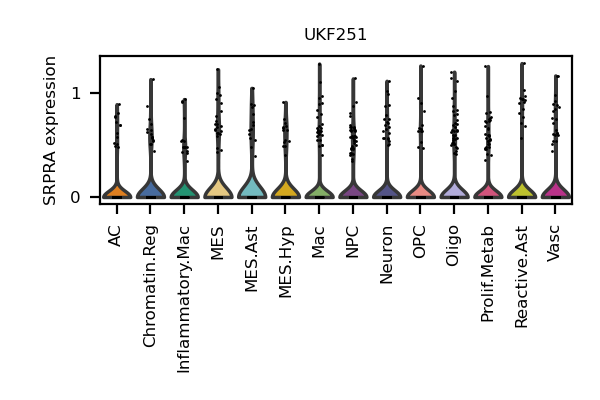 UKF251
SRPRA expression
1
0
AC
Chromatin.Reg
Inflammatory.Mac
MES
MES.Ast
MES.Hyp
Mac
NPC
Neuron
OPC
Oligo
Prolif.Metab
Reactive.Ast
Vasc